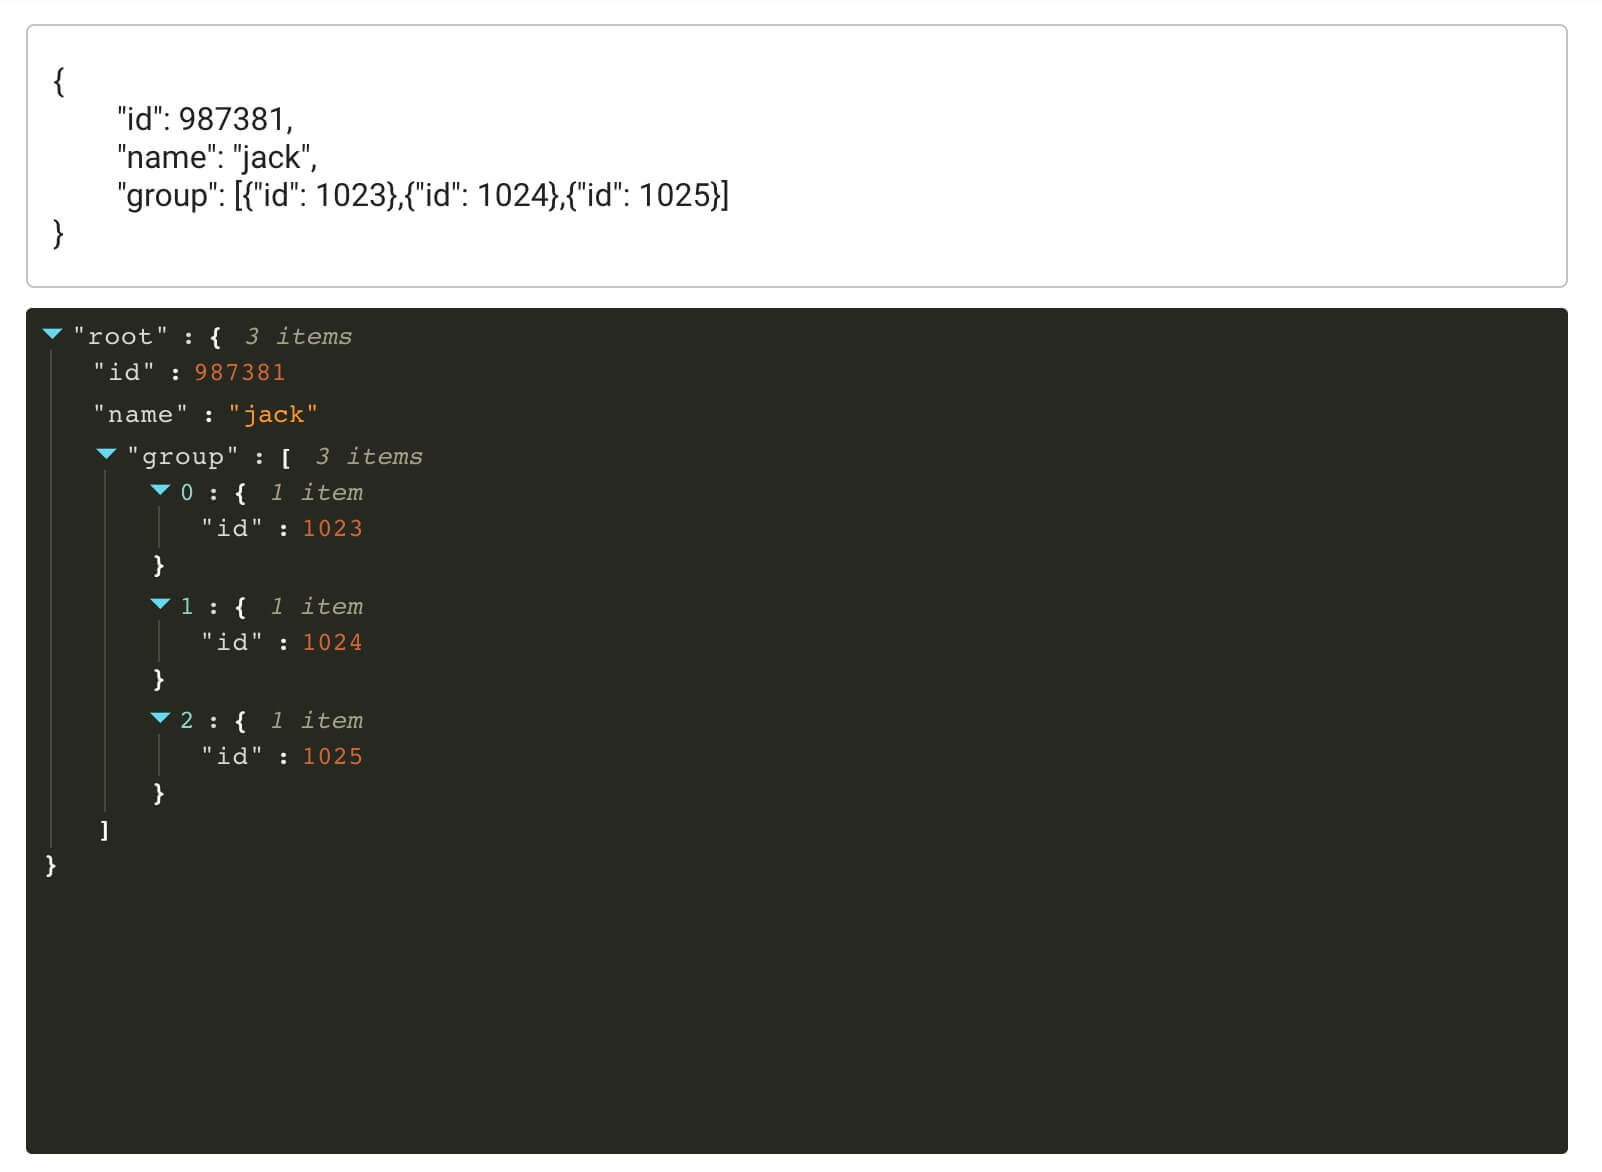 {
"id": 987381,
"name": "jack",
"group": [{"id": 1023},{"id": 1024},{"id": 1025}]
}
"root" : { 3 items
"id" : 987381
"name" : "jack"
"group" : [ 3 items
0 : { 1 item
"id" : 1023
}
1 : { 1 item
"id" : 1024
}
2 : { 1 item
"id" : 1025
}
]
}